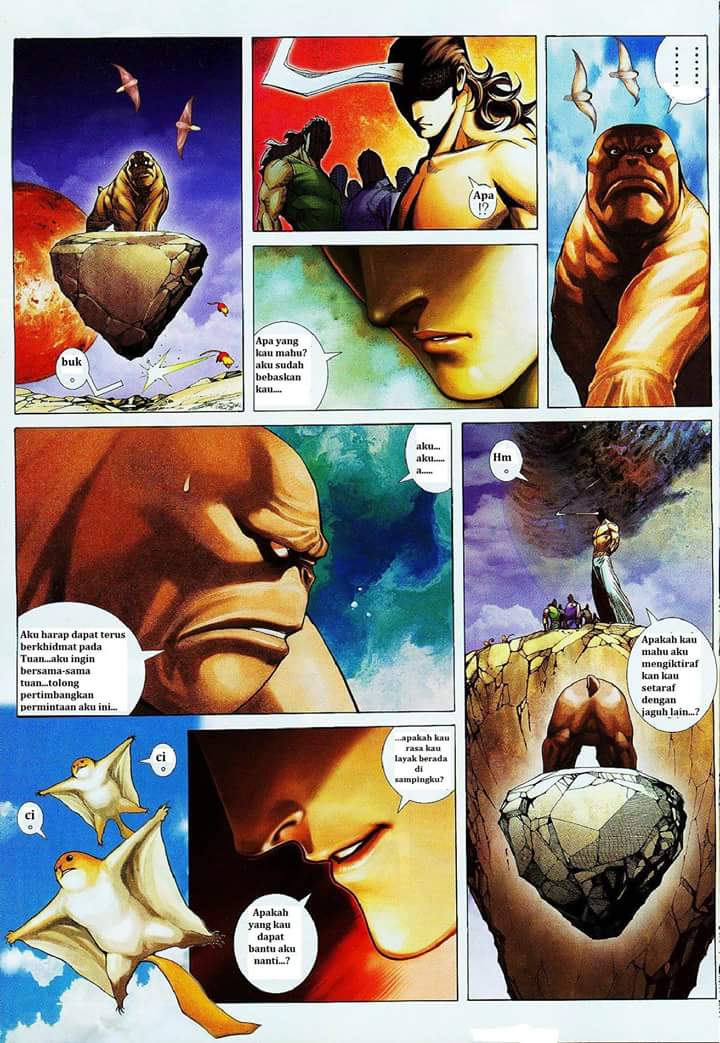 buk
Apa
!?
......
......
Apa yang
kau mahu?
aku sudah
bebaskan
kau....
aku...
aku.....
a.....
Aku harap dapat terus
berkhidmat pada
Tuan...aku ingin
bersama-sama
tuan...tolong
pertimbangkan
permintaan aku ini...
Hm
Apakah kau
mahu aku
mengiktiraf
kan kau
setaraf
dengan
jaguh lain...?
ci
ci
...apakah kau
rasa kau
layak berada
di
sampingku?
Apakah
yang kau
dapat
bantu aku
nanti...?